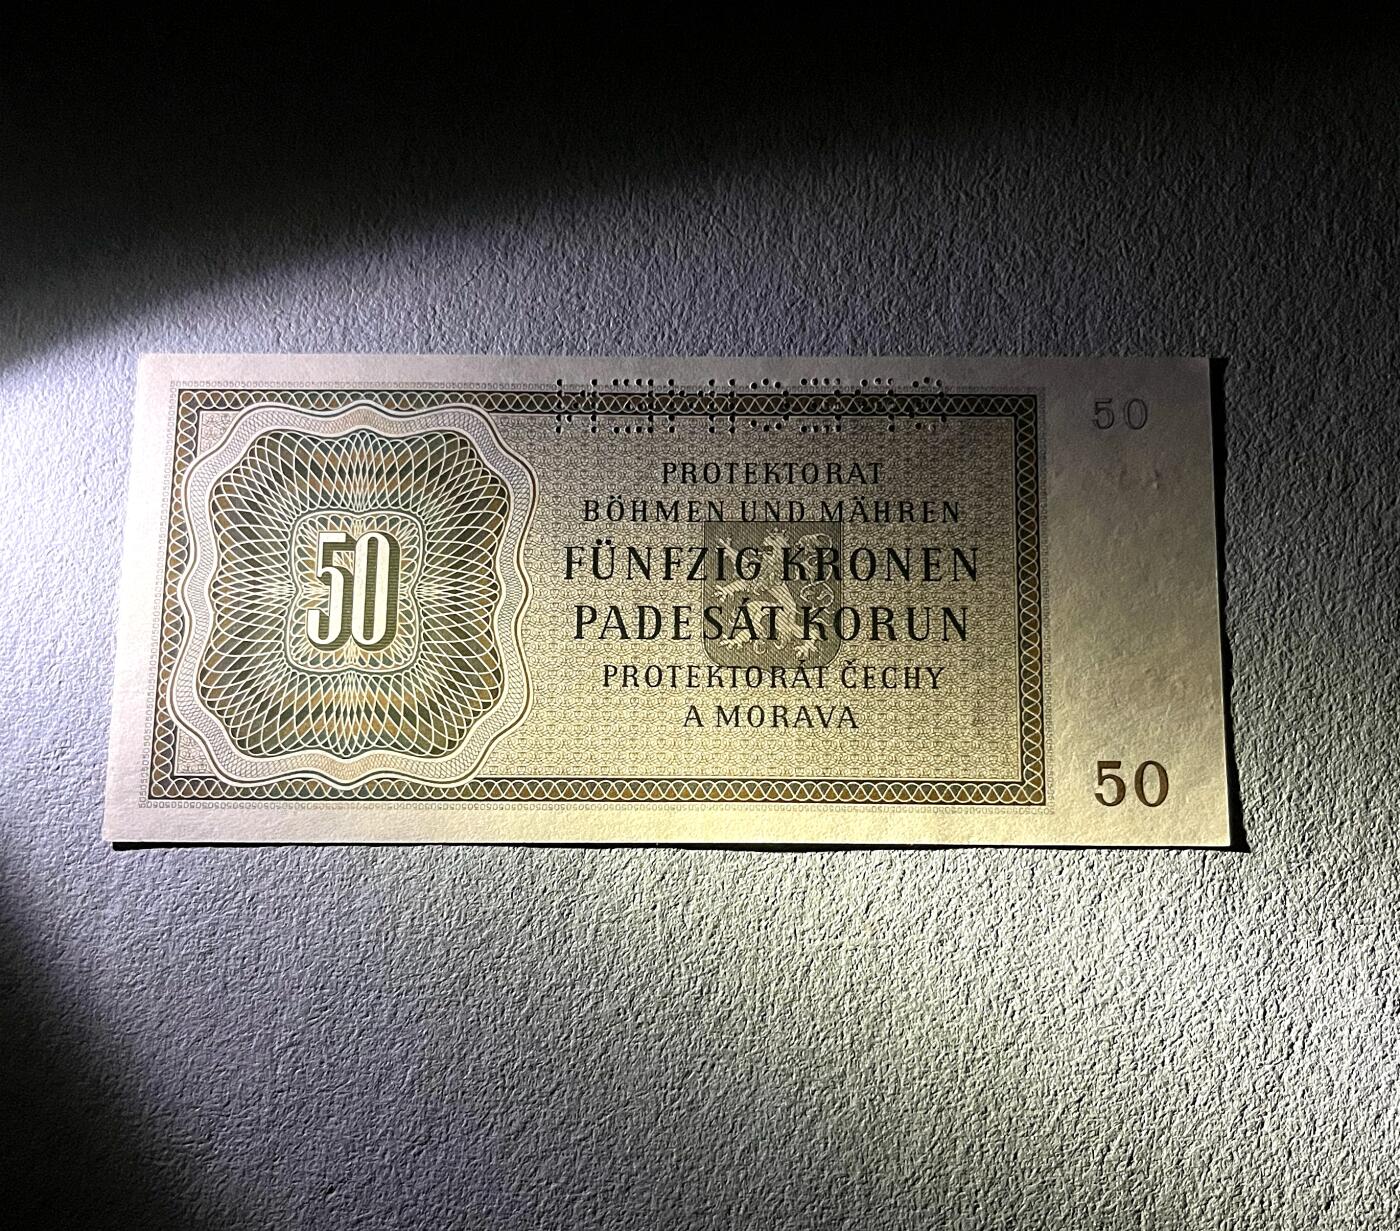 50
50
PROTEKTORAT
BÖHMEN UND MÄHREN
FÜNFZIG KRONEN
PADESÁT KORUN
PROTEKTORÁT ČECHY
A MORAVA
50